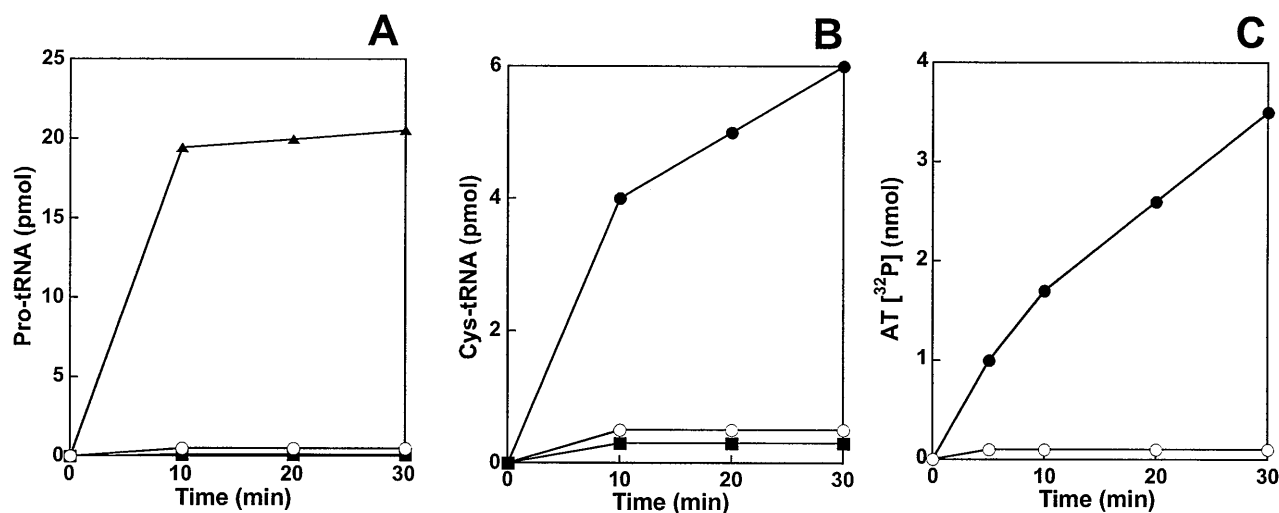 A
25
20
15
10
5
0
Pro-tRNA (pmol)
0 10 20 30
Time (min)
B
6
4
2
0
Cys-tRNA (pmol)
0 10 20 30
Time (min)
C
4
3
2
1
0
AT [³²P] (nmol)
0 10 20 30
Time (min)